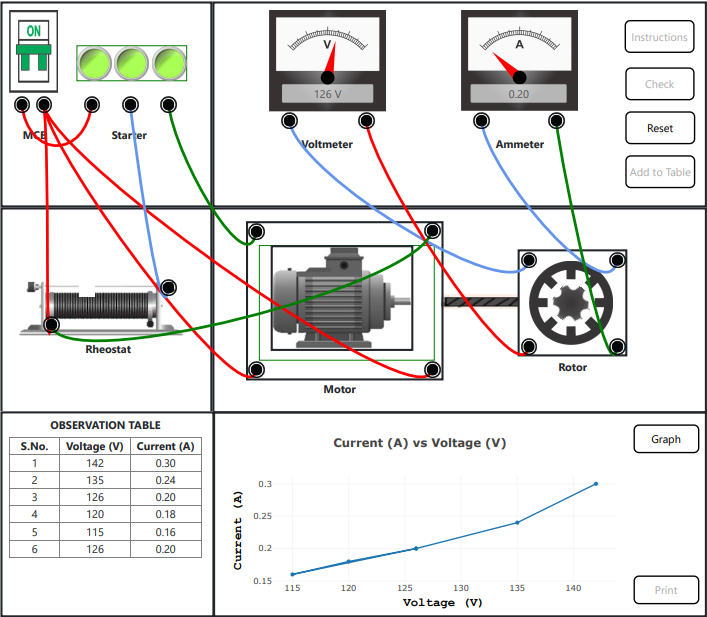 ON
V
126 V
A
0.20
Instructions
Check
Reset
Add to Table
MCB
Starter
Voltmeter
Ammeter
Rheostat
Motor
Rotor
OBSERVATION TABLE
S.No. Voltage (V) Current (A)
1 142 0.30
2 135 0.24
3 126 0.20
4 120 0.18
5 115 0.16
6 126 0.20
Current (A) vs Voltage (V)
Graph
Current (A)
0.3
0.25
0.2
0.15
115 120 125 130 135 140
Voltage (V)
Print